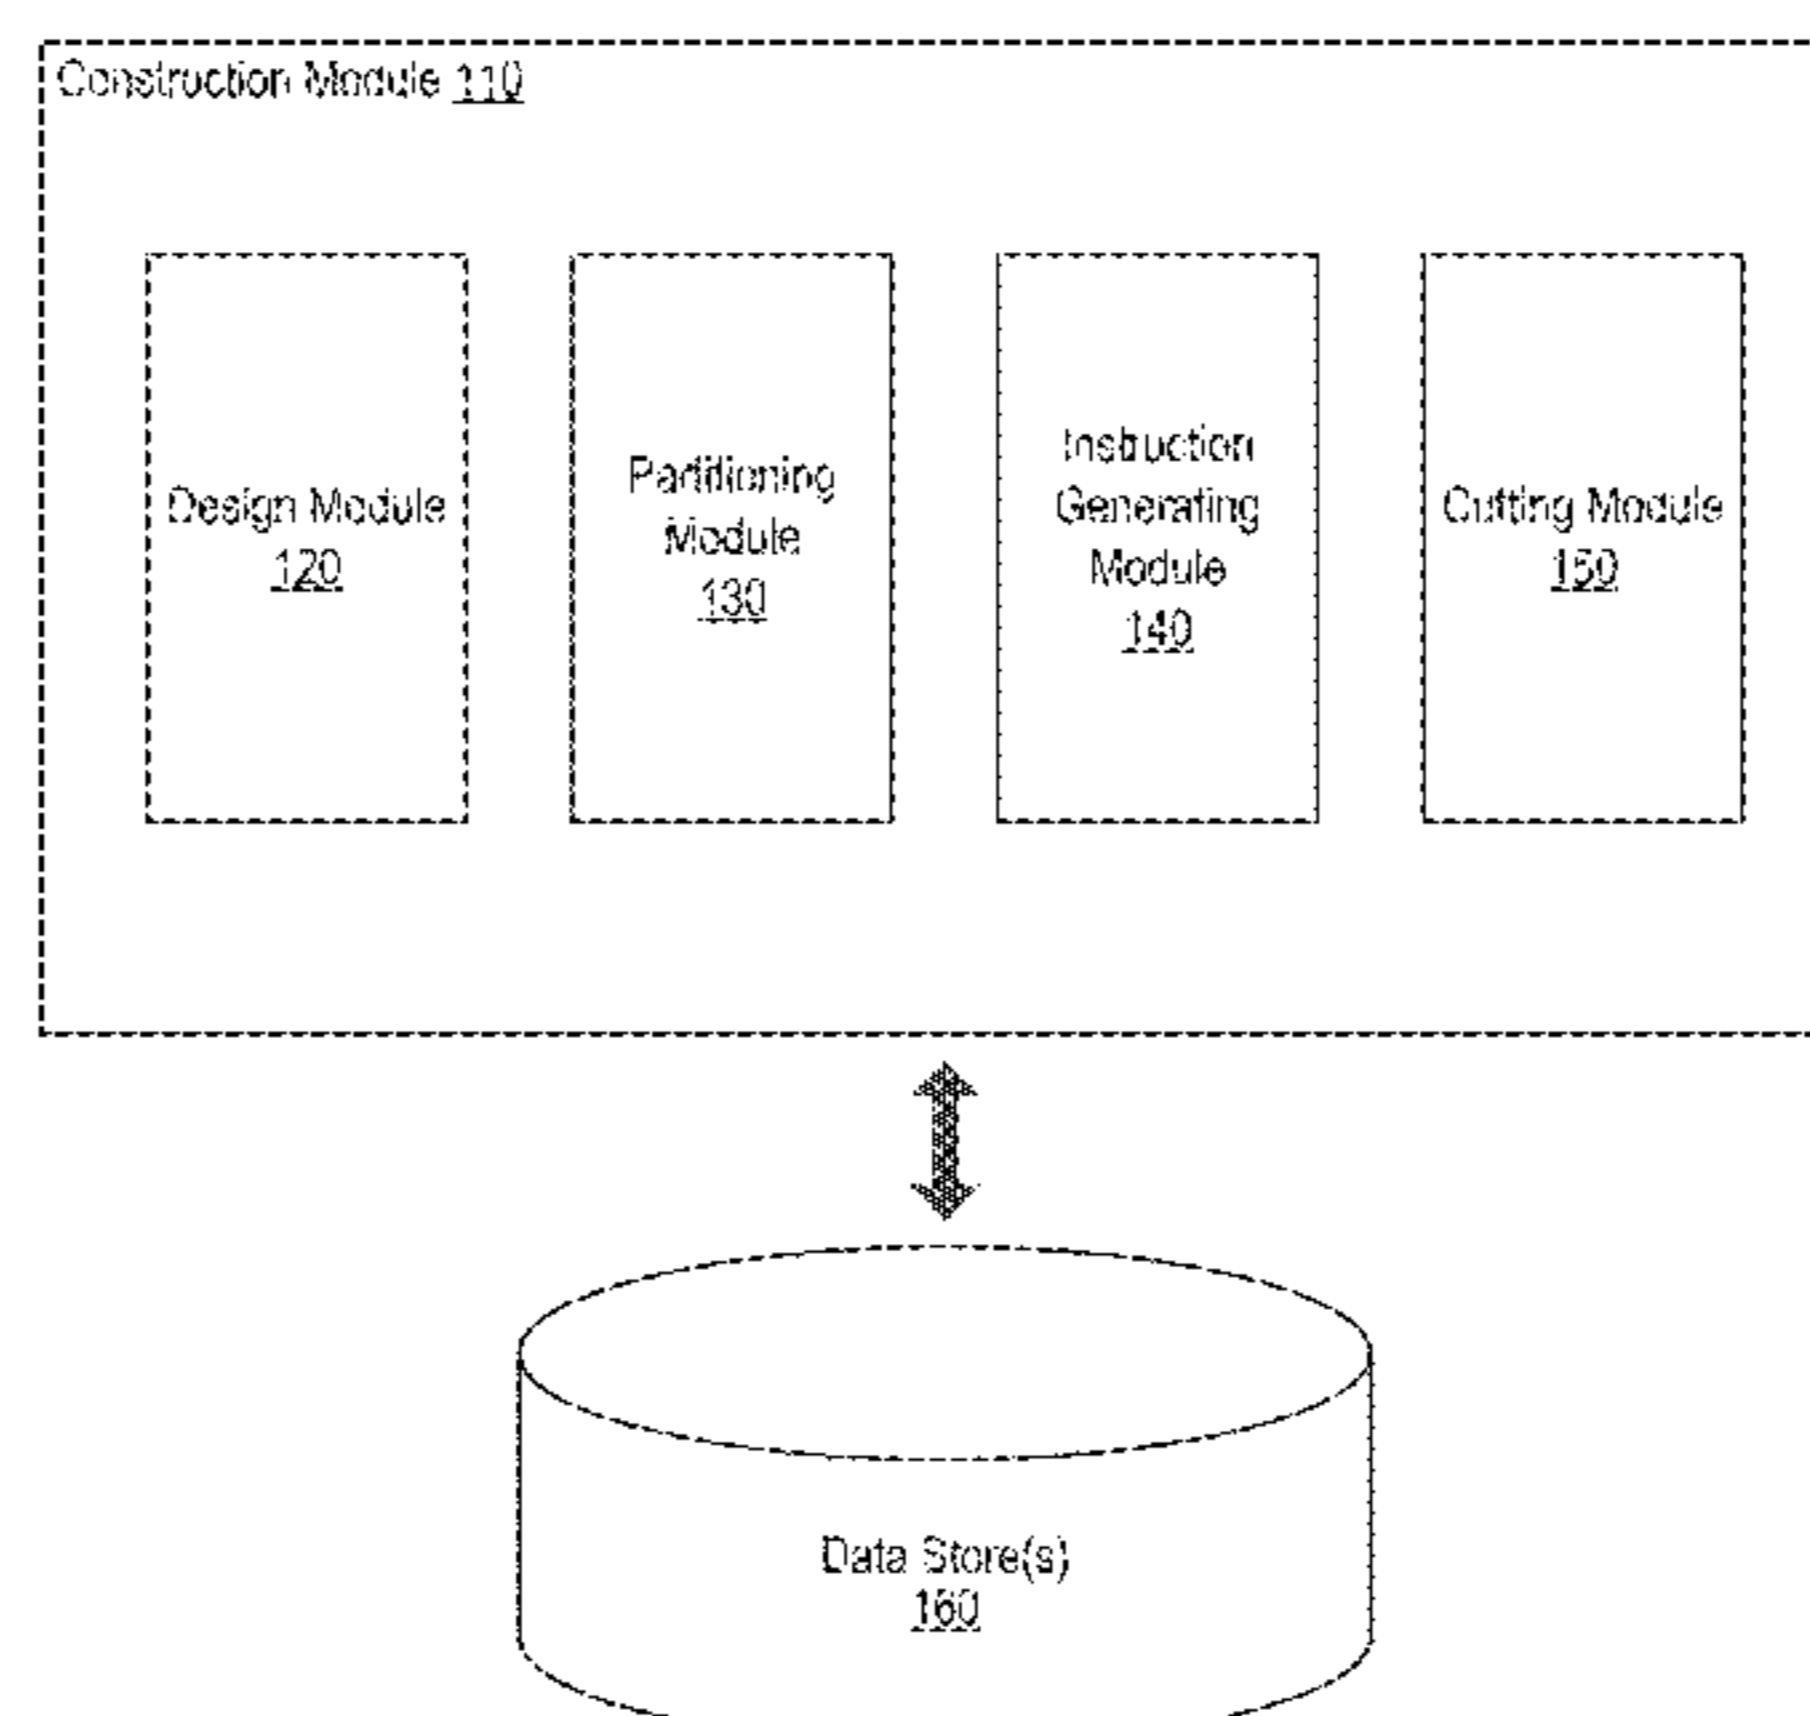 Construction Module 110
Design Module
120
Partitioning
Module
130
Instruction
Generating
Module
140
Cutting Module
150
Data Store(s)
160